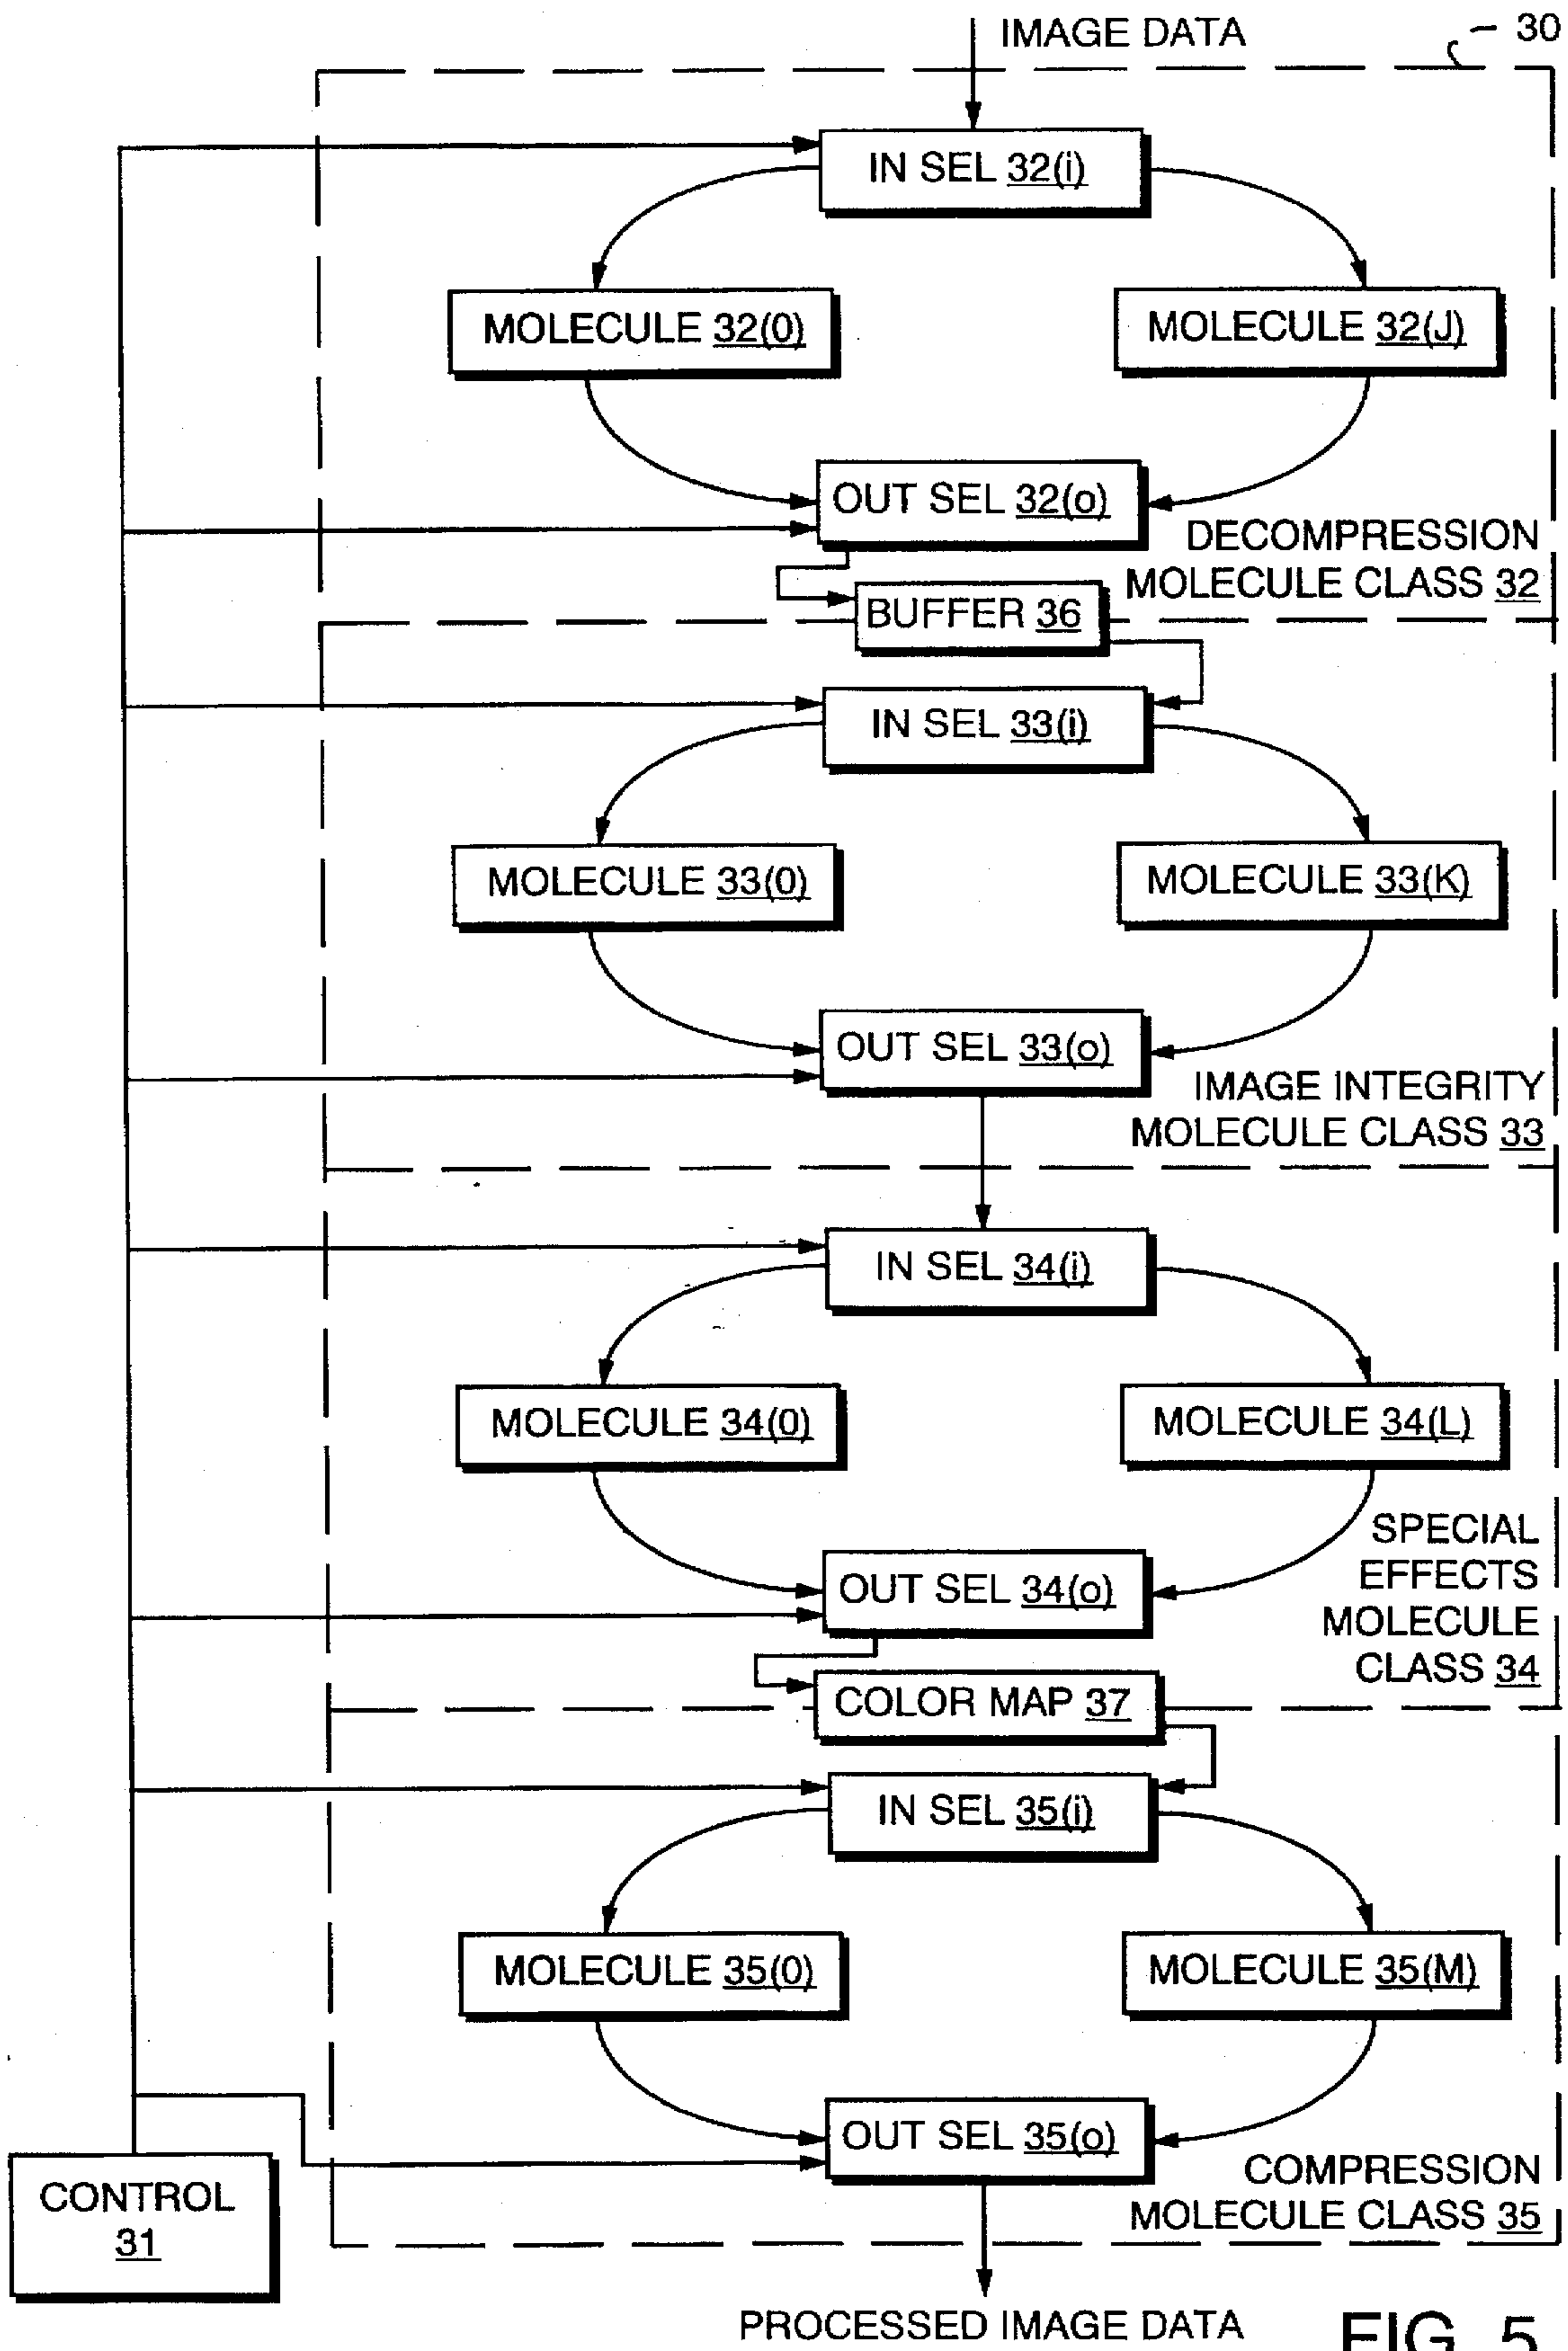 IMAGE DATA
30
IN SEL 32(i)
MOLECULE 32(0)
MOLECULE 32(J)
OUT SEL 32(o)
DECOMPRESSION
MOLECULE CLASS 32
BUFFER 36
IN SEL 33(i)
MOLECULE 33(0)
MOLECULE 33(K)
OUT SEL 33(o)
IMAGE INTEGRITY
MOLECULE CLASS 33
IN SEL 34(i)
MOLECULE 34(0)
MOLECULE 34(L)
OUT SEL 34(o)
SPECIAL
EFFECTS
MOLECULE
CLASS 34
COLOR MAP 37
IN SEL 35(i)
MOLECULE 35(0)
MOLECULE 35(M)
OUT SEL 35(o)
COMPRESSION
MOLECULE CLASS 35
CONTROL
31
PROCESSED IMAGE DATA
FIG. 5